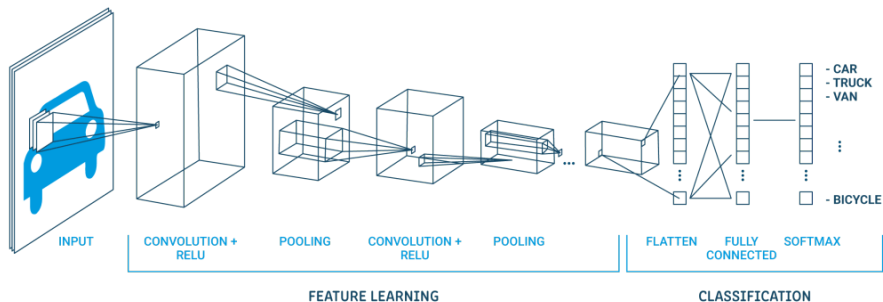 - CAR
- TRUCK
- VAN
- BICYCLE
INPUT
CONVOLUTION + RELU
POOLING
CONVOLUTION + RELU
POOLING
FLATTEN
FULLY CONNECTED
SOFTMAX
FEATURE LEARNING
CLASSIFICATION